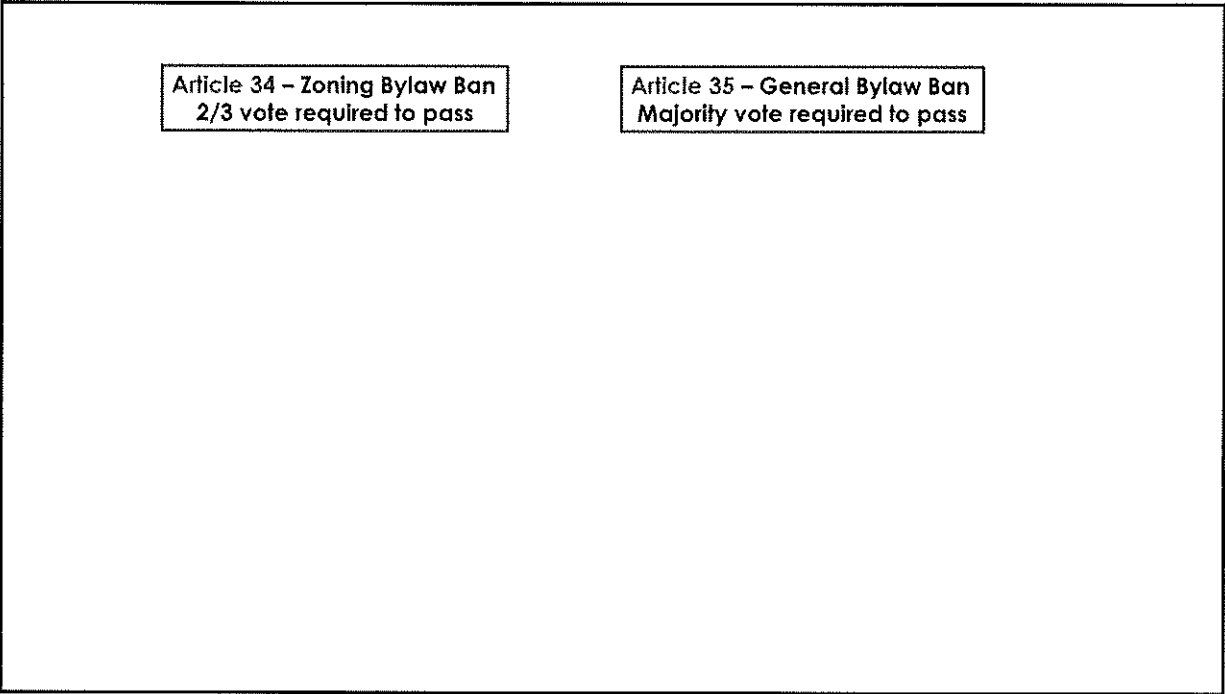 Article 34 – Zoning Bylaw Ban
2/3 vote required to pass
Article 35 – General Bylaw Ban
Majority vote required to pass